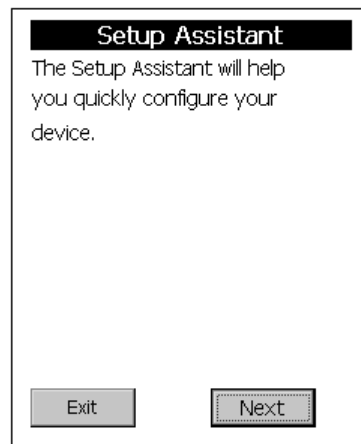 Setup Assistant
The Setup Assistant will help
you quickly configure your
device.
Exit Next